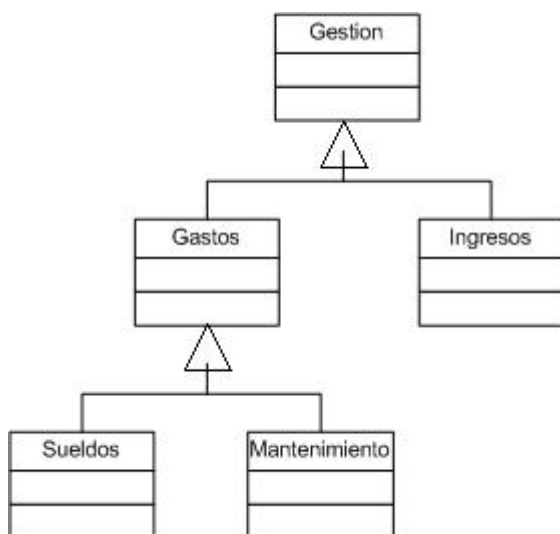 Gestion
Gastos
Ingresos
Sueldos
Mantenimiento